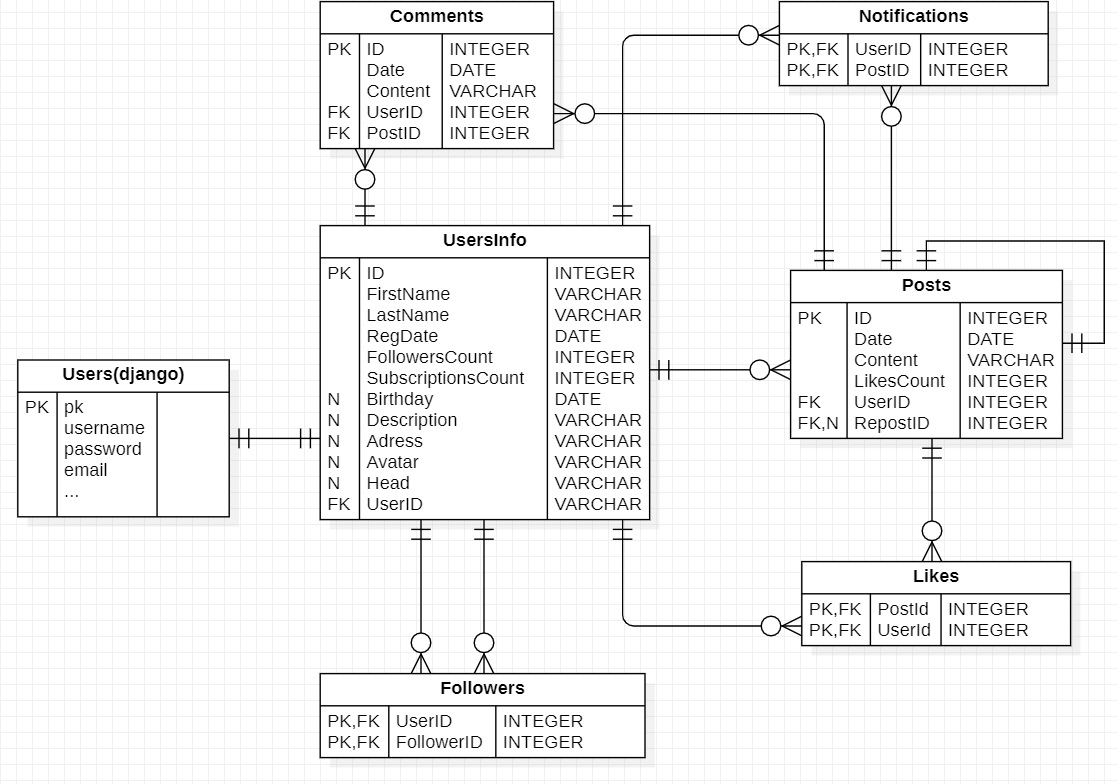 Comments
PK ID INTEGER
Date DATE
Content VARCHAR
FK UserID INTEGER
FK PostID INTEGER
Notifications
PK,FK UserID INTEGER
PK,FK PostID INTEGER
UsersInfo
PK ID INTEGER
FirstName VARCHAR
LastName VARCHAR
RegDate DATE
FollowersCount INTEGER
SubscriptionsCount INTEGER
N Birthday DATE
N Description VARCHAR
N Adress VARCHAR
N Avatar VARCHAR
N Head VARCHAR
FK UserID VARCHAR
Posts
PK ID INTEGER
Date DATE
Content VARCHAR
LikesCount INTEGER
FK UserID INTEGER
FK,N RepostID INTEGER
Users(django)
PK pk
username
password
email
...
Likes
PK,FK PostId INTEGER
PK,FK UserId INTEGER
Followers
PK,FK UserID INTEGER
PK,FK FollowerID INTEGER